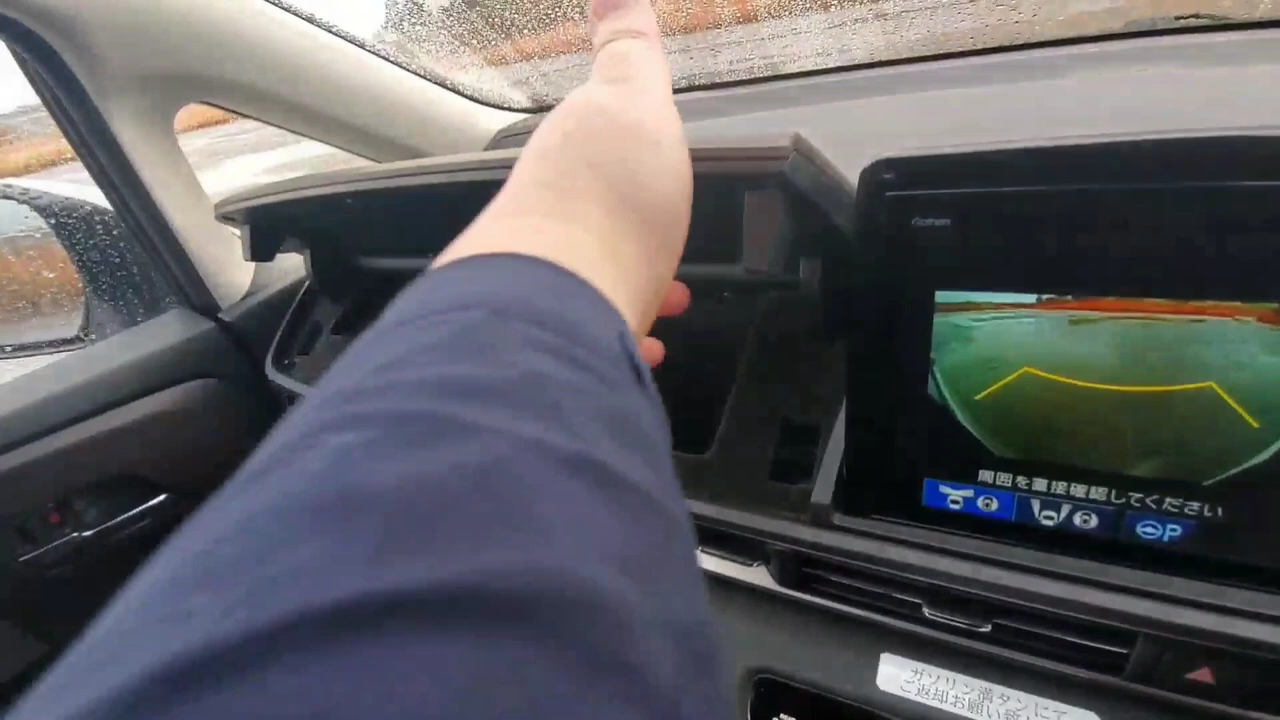 Gathers
周囲を直接確認してください
P
ガソリン満タンにて
ご返却お願い致